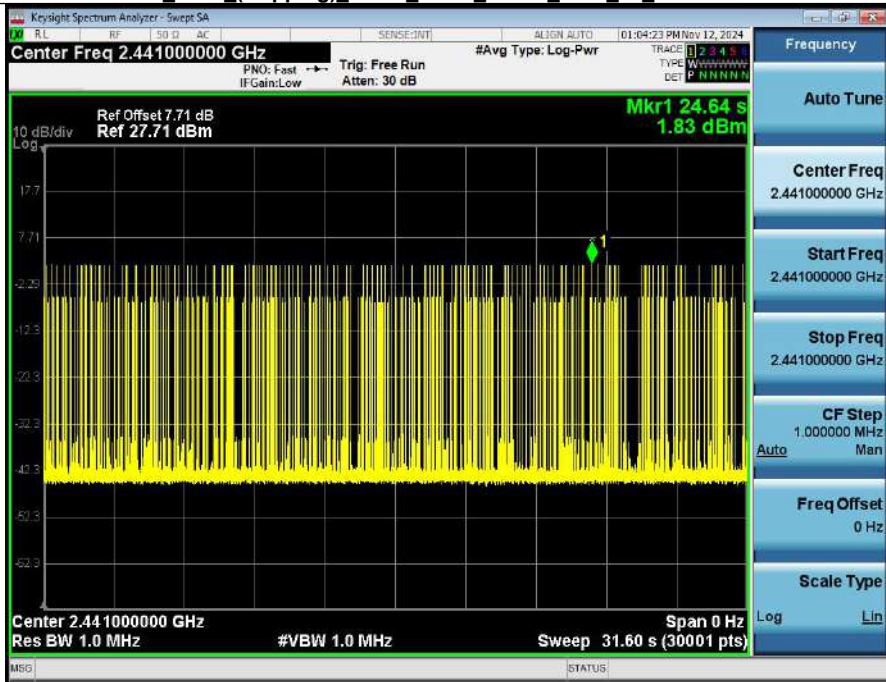 Keysight Spectrum Analyzer - Swept SA
RL RF 50 Ω AC SENSE:INT ALIGN AUTO 01:04:23 PM Nov 12, 2024
Center Freq 2.441000000 GHz
PNO: Fast
IFGain:Low
Trig: Free Run
Atten: 30 dB
#Avg Type: Log-Pwr
TRACE 1 2 3 4 5 6
TYPE WWWWWW
DET P N N N N N
Ref Offset 7.71 dB
10 dB/div Ref 27.71 dBm
Log
Mkr1 24.64 s
1.83 dBm
17.7
7.71
-2.29
-12.3
-22.3
-32.3
-42.3
-52.3
-62.3
1
Center 2.441000000 GHz Span 0 Hz
Res BW 1.0 MHz #VBW 1.0 MHz Sweep 31.60 s (30001 pts)
MSG STATUS
Frequency
Auto Tune
Center Freq
2.441000000 GHz
Start Freq
2.441000000 GHz
Stop Freq
2.441000000 GHz
CF Step
1.000000 MHz
Auto Man
Freq Offset
0 Hz
Scale Type
Log Lin